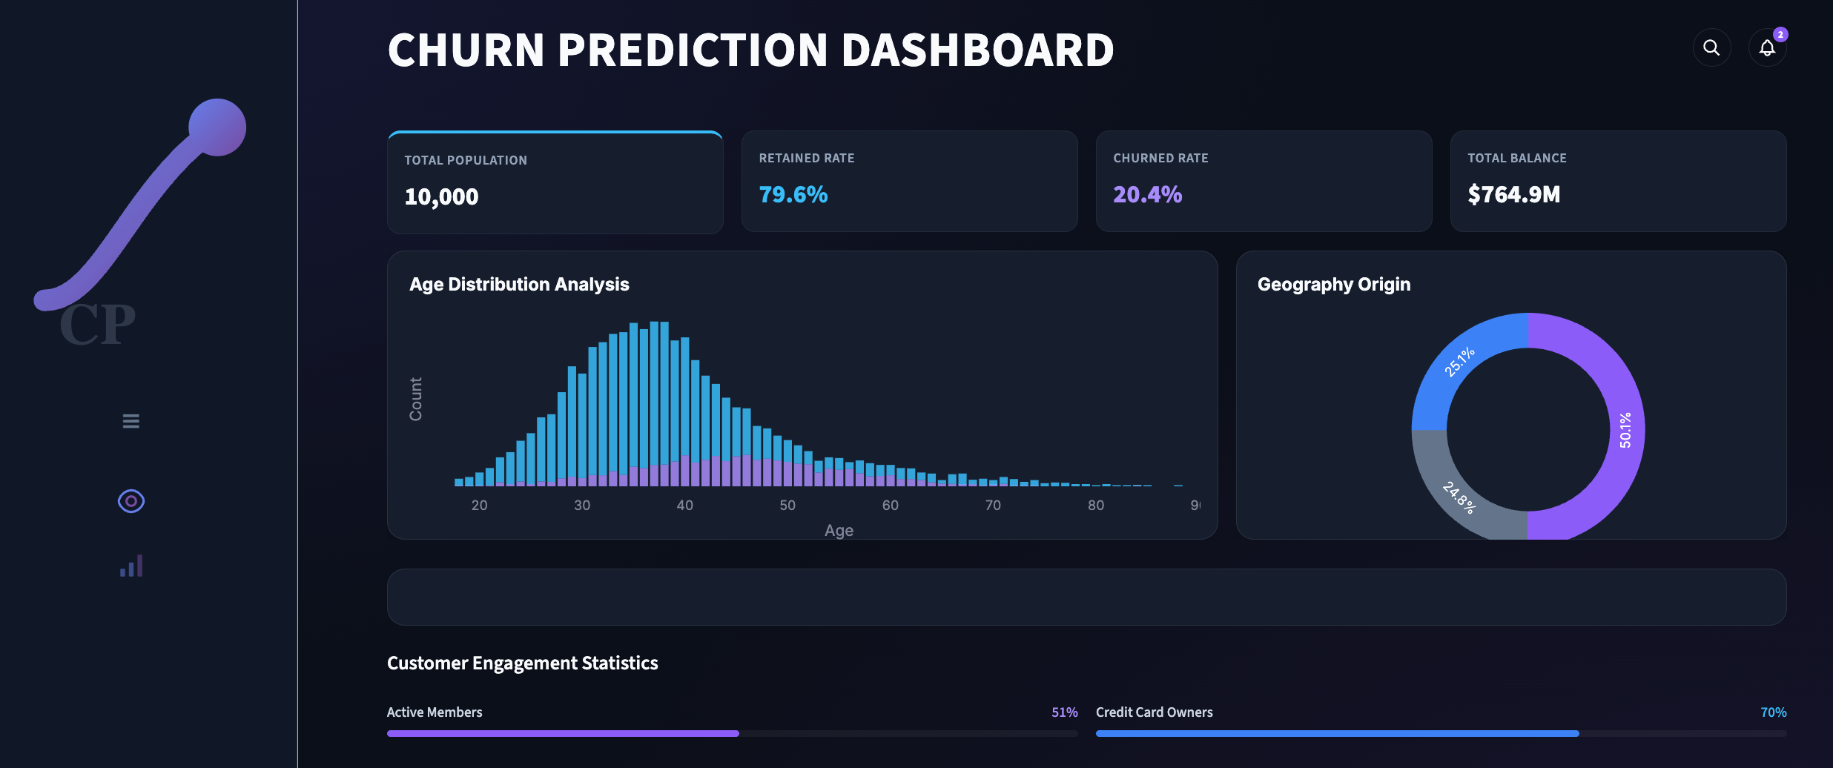 CHURN PREDICTION DASHBOARD
2
CP
TOTAL POPULATION
10,000
RETAINED RATE
79.6%
CHURNED RATE
20.4%
TOTAL BALANCE
$764.9M
Age Distribution Analysis
Count
20 30 40 50 60 70 80
Age
Geography Origin
25.1%
50.1%
24.8%
Customer Engagement Statistics
Active Members 51%
Credit Card Owners 70%